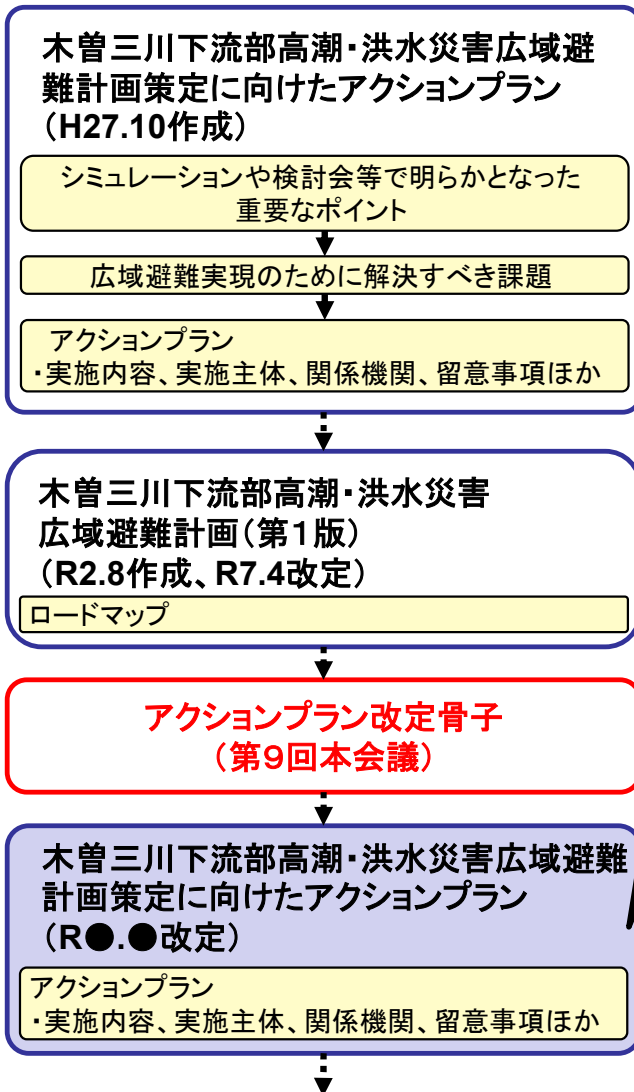 木曽三川下流部高潮・洪水災害広域避
難計画策定に向けたアクションプラン
（H27.10作成）
シミュレーションや検討会等で明らかとなった
重要なポイント
広域避難実現のために解決すべき課題
アクションプラン
・実施内容、実施主体、関係機関、留意事項ほか
木曽三川下流部高潮・洪水災害
広域避難計画（第１版）
（R2.8作成、R7.4改定）
ロードマップ
アクションプラン改定骨子
（第９回本会議）
木曽三川下流部高潮・洪水災害広域避難
計画策定に向けたアクションプラン
（R●.●改定）
アクションプラン
・実施内容、実施主体、関係機関、留意事項ほか